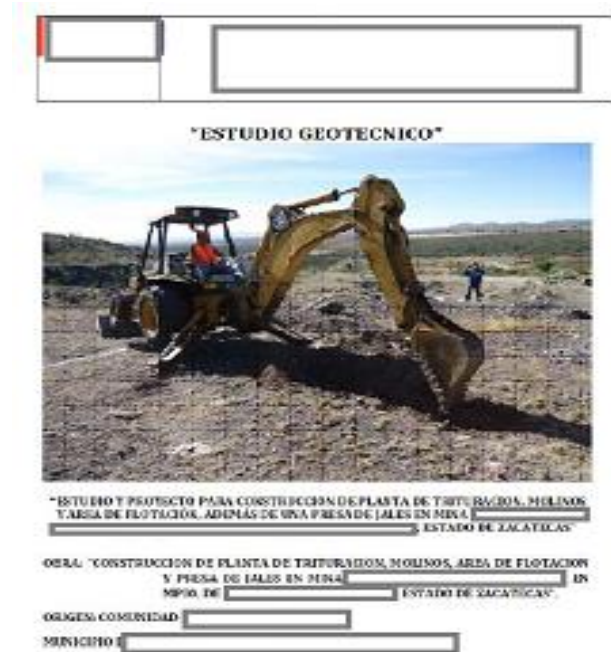 "ESTUDIO GEOTECNICO"
"ESTUDIO Y PROYECTO PARA CONSTRUCCION DE PLANTA DE TRITURACION, MOLINOS
Y AREA DE FLOTACIÓN, ADEMÁS DE UNA PRESA DE JALES EN MINA
, ESTADO DE ZACATECAS"
OBRA: "CONSTRUCCION DE PLANTA DE TRITURACION, MOLINOS, AREA DE FLOTACION
Y PRESA DE JALES EN MINA EN
MPIO. DE ESTADO DE ZACATECAS".
ORIGEN: COMUNIDAD
MUNICIPIO